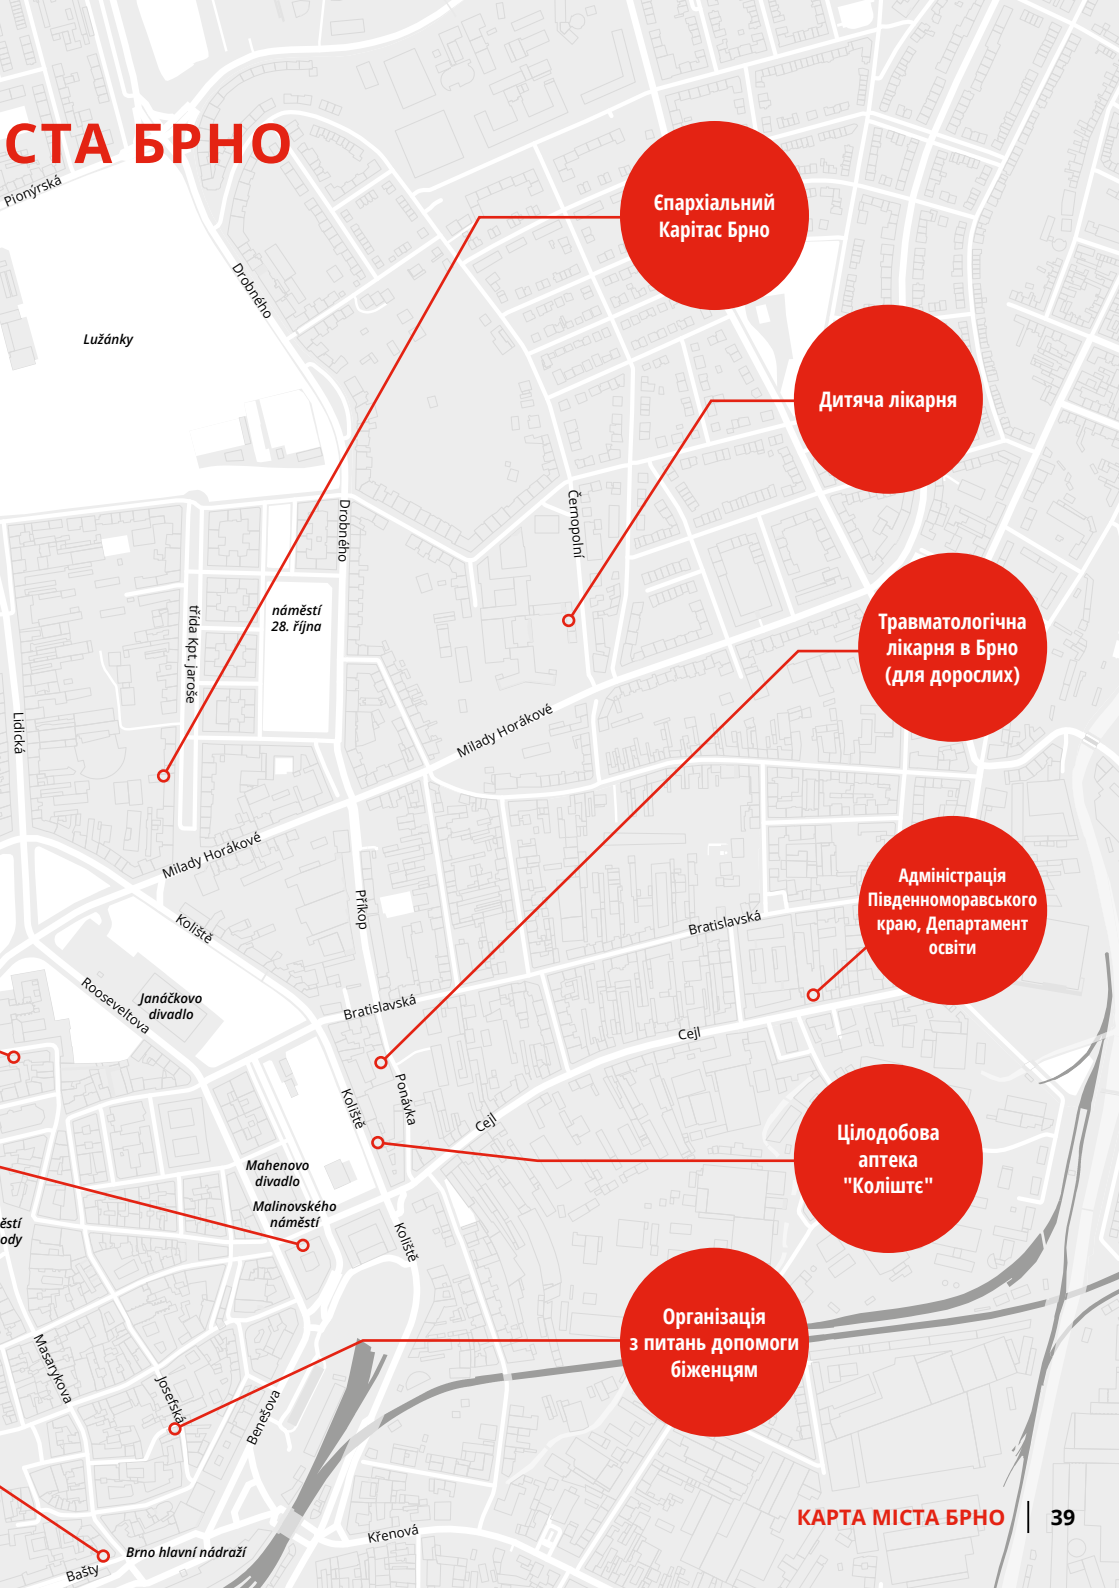 СТА БРНО
Pionýrská
Єпархіальний
Карітас Брно
Drobného
Lužánky
Дитяча лікарня
Černopolní
Drobného
náměstí
28. října
třída Kpt. jaroše
Травматологічна
лікарня в Брно
(для дорослих)
Lidická
Milady Horákové
Milady Horákové
Příkop
Koliště
Bratislavská
Адміністрація
Південноморавського
краю, Департамент
освіти
Rooseveltova
Janáčkovo
divadlo
Bratislavská
Cejl
Koliště
Ponávka
Cejl
Цілодобова
аптека
"Коліштє"
Mahenovo
divadlo
Malinovského
náměstí
ěstí
ody
Koliště
Організація
з питань допомоги
біженцям
Masarykova
Josefská
Benešova
Křenová
Brno hlavní nádraží
Bašty
КАРТА МІСТА БРНО | 39